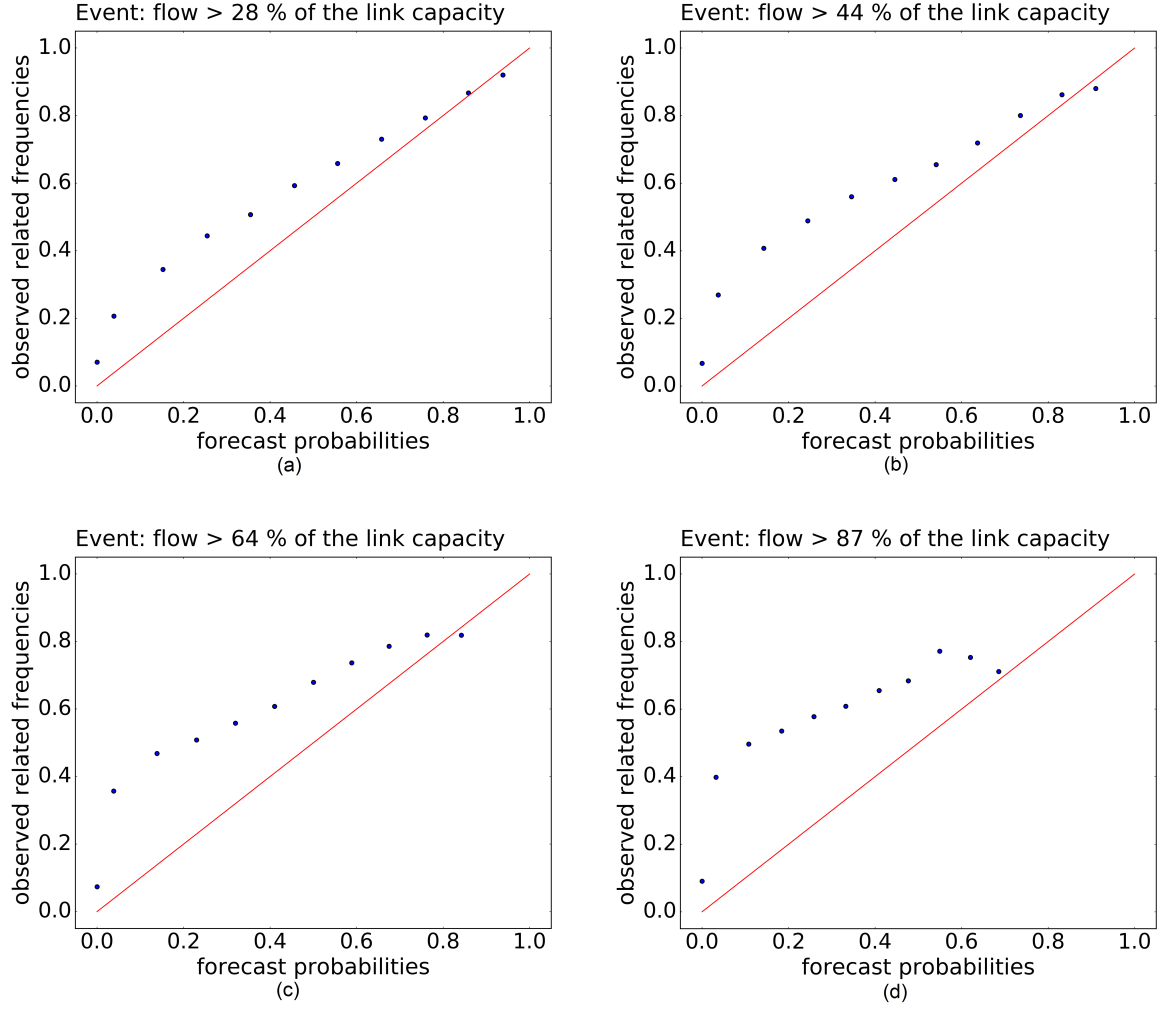 Event: flow > 28 % of the link capacity
observed related frequencies
1.0
0.8
0.6
0.4
0.2
0.0
0.0 0.2 0.4 0.6 0.8 1.0
forecast probabilities
(a)
Event: flow > 44 % of the link capacity
observed related frequencies
1.0
0.8
0.6
0.4
0.2
0.0
0.0 0.2 0.4 0.6 0.8 1.0
forecast probabilities
(b)
Event: flow > 64 % of the link capacity
observed related frequencies
1.0
0.8
0.6
0.4
0.2
0.0
0.0 0.2 0.4 0.6 0.8 1.0
forecast probabilities
(c)
Event: flow > 87 % of the link capacity
observed related frequencies
1.0
0.8
0.6
0.4
0.2
0.0
0.0 0.2 0.4 0.6 0.8 1.0
forecast probabilities
(d)